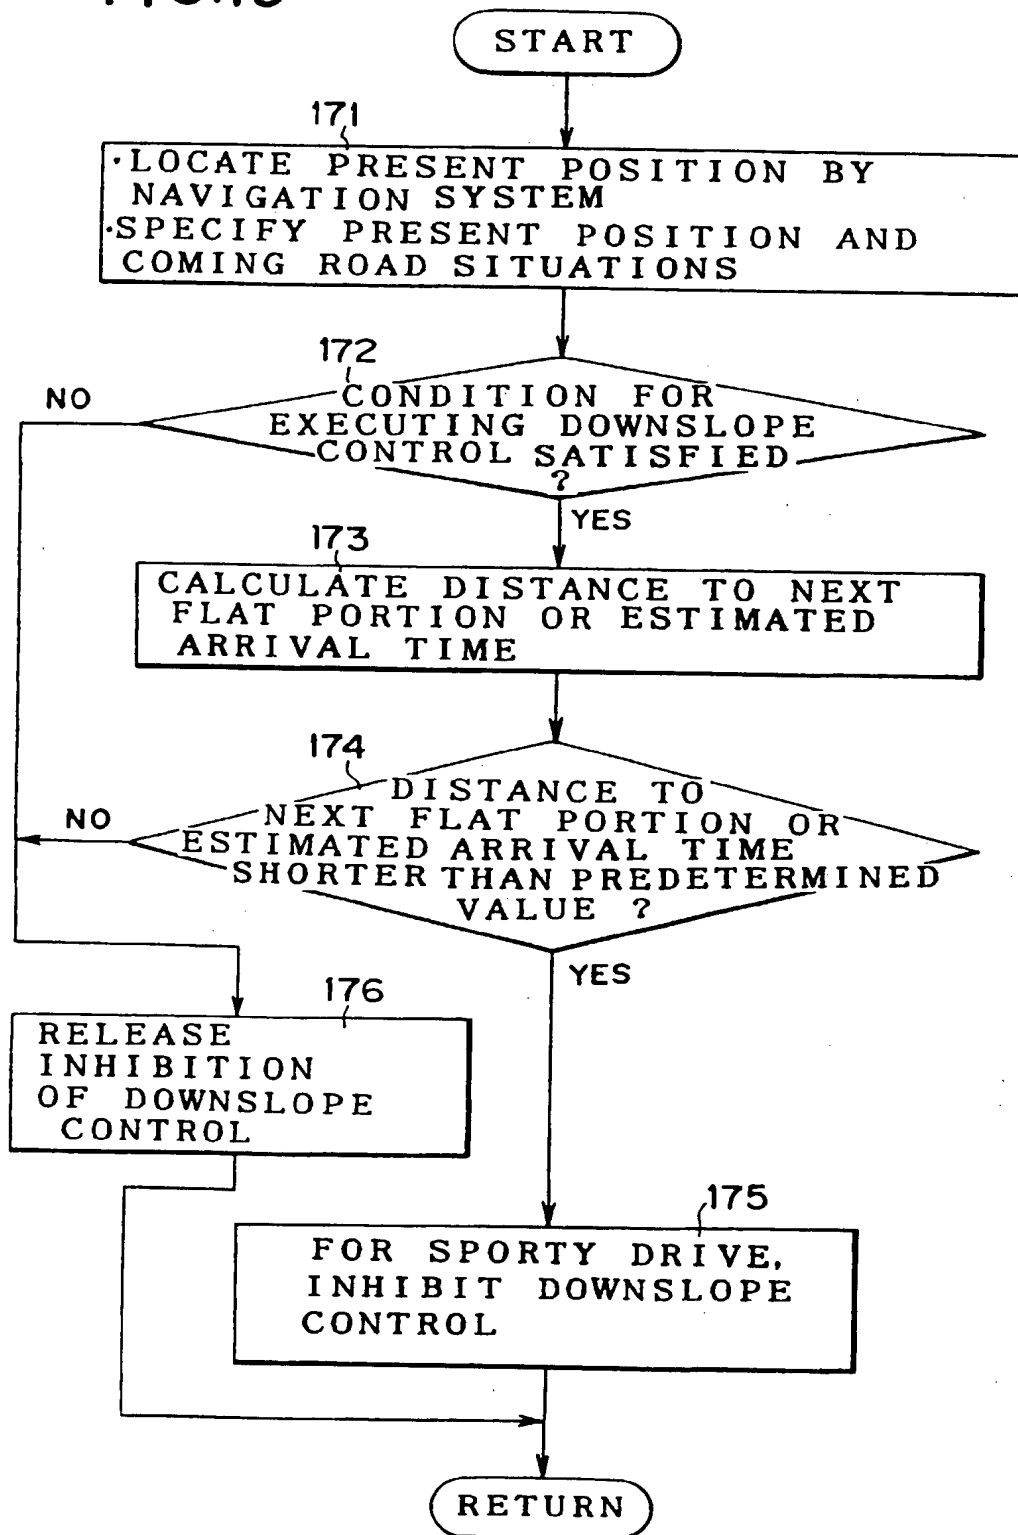 START
171
·LOCATE PRESENT POSITION BY
NAVIGATION SYSTEM
·SPECIFY PRESENT POSITION AND
COMING ROAD SITUATIONS
172
CONDITION FOR
EXECUTING DOWNSLOPE
CONTROL SATISFIED
?
NO
YES
173
CALCULATE DISTANCE TO NEXT
FLAT PORTION OR ESTIMATED
ARRIVAL TIME
174
DISTANCE TO
NEXT FLAT PORTION OR
ESTIMATED ARRIVAL TIME
SHORTER THAN PREDETERMINED
VALUE ?
NO
YES
176
RELEASE
INHIBITION
OF DOWNSLOPE
CONTROL
175
FOR SPORTY DRIVE,
INHIBIT DOWNSLOPE
CONTROL
RETURN